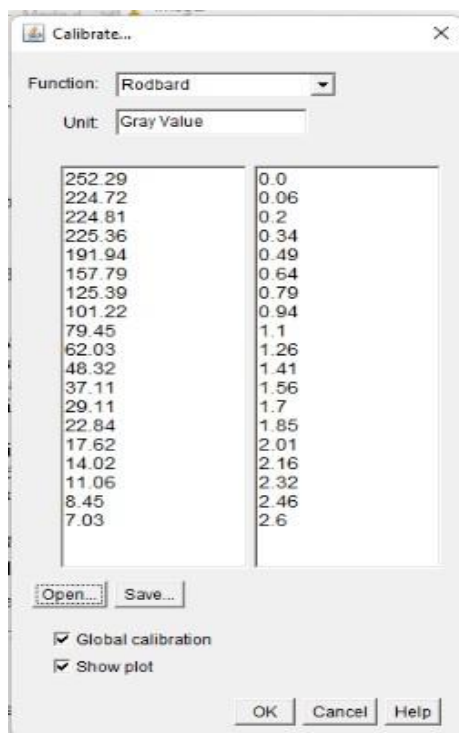 Calibrate...
Function: Rodbard
Unit: Gray Value
252.29 0.0
224.72 0.06
224.81 0.2
225.36 0.34
191.94 0.49
157.79 0.64
125.39 0.79
101.22 0.94
79.45 1.1
62.03 1.26
48.32 1.41
37.11 1.56
29.11 1.7
22.84 1.85
17.62 2.01
14.02 2.16
11.06 2.32
8.45 2.46
7.03 2.6
Open... Save...
Global calibration
Show plot
OK Cancel Help